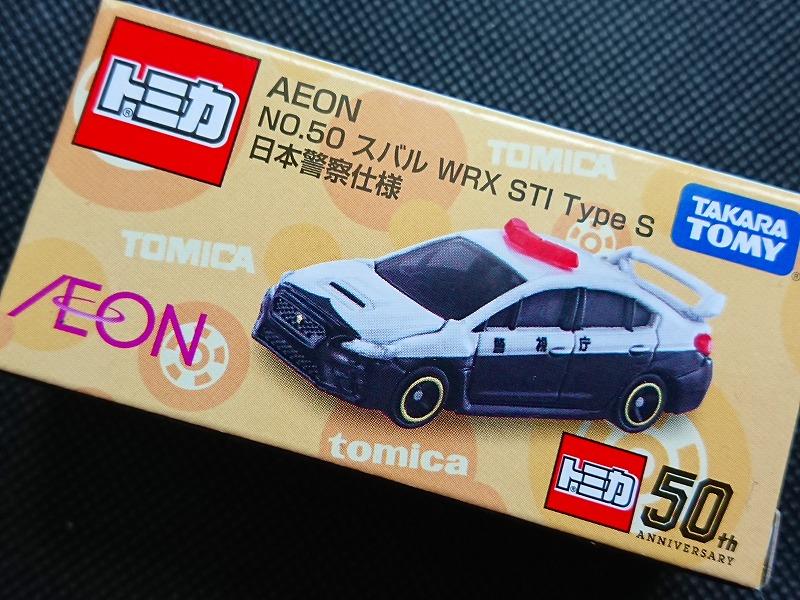 トミカ
AEON
NO.50 スバル WRX STI Type S
日本警察仕様
TOMICA
TAKARA
TOMY
TOMICA
ÆON
警視庁
tomica
トミカ
50th
ANNIVERSARY